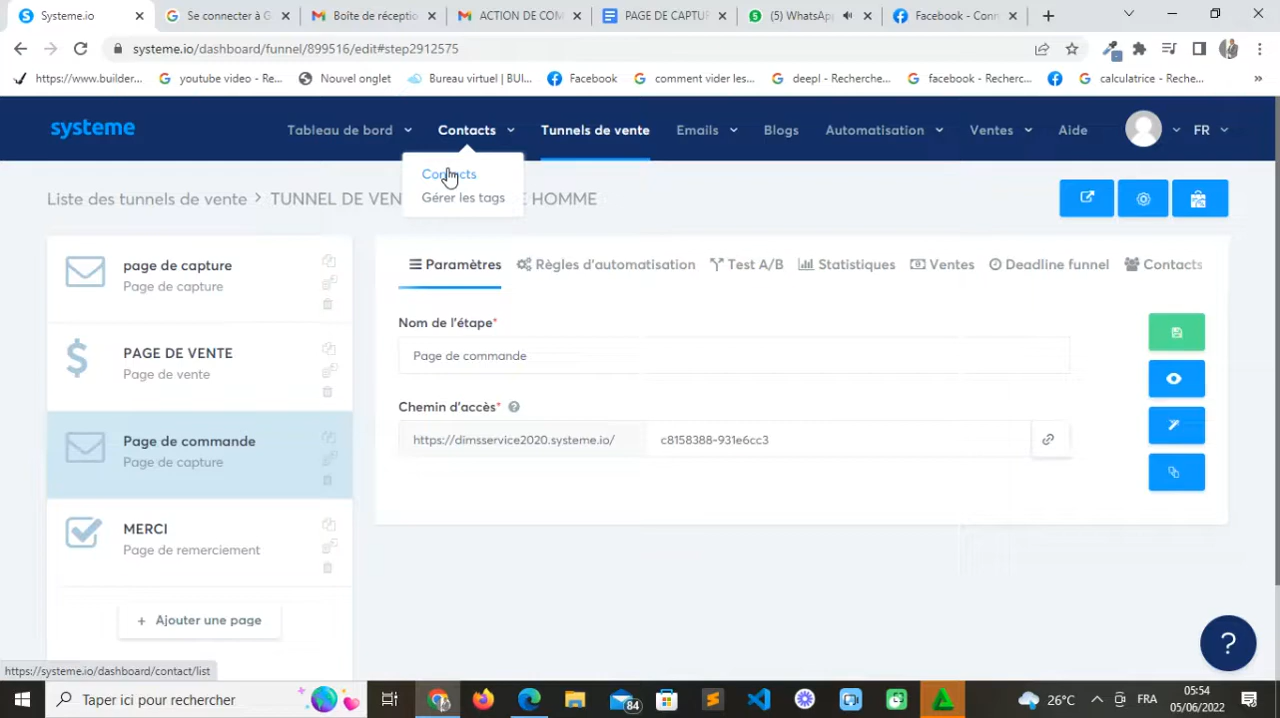 Systeme.io
Se connecter à G
Boîte de récepti
ACTION DE COM
PAGE DE CAPTUR
(5) WhatsAp
Facebook - Conn
systeme.io/dashboard/funnel/899516/edit#step2912575
https://www.builder...
youtube video - Re...
Nouvel onglet
Bureau virtuel | BUI...
Facebook
comment vider les...
deepl - Recherche...
facebook - Recherc...
calculatrice - Reche...
»
systeme
Tableau de bord
Contacts
Tunnels de vente
Emails
Blogs
Automatisation
Ventes
Aide
FR
Contacts
Gérer les tags
Liste des tunnels de vente > TUNNEL DE VEN
HOMME
page de capture
Page de capture
PAGE DE VENTE
Page de vente
Page de commande
Page de capture
MERCI
Page de remerciement
+ Ajouter une page
Paramètres
Règles d'automatisation
Test A/B
Statistiques
Ventes
Deadline funnel
Contacts
Nom de l'étape*
Page de commande
Chemin d'accès* ?
https://dimsservice2020.systeme.io/
c8158388-931e6cc3
?
https://systeme.io/dashboard/contact/list
Taper ici pour rechercher
84
26°C
FRA
05:54
05/06/2022